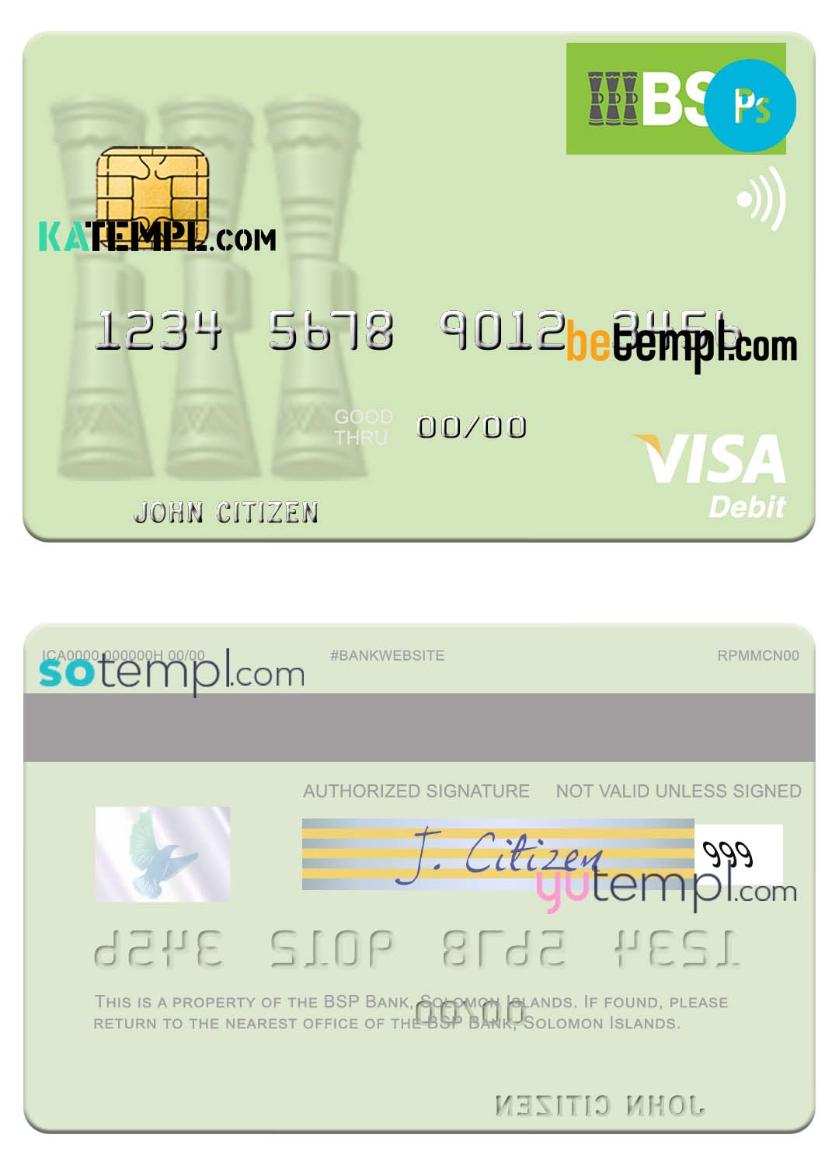 BS
Ps
KATEMPL.COM
1234 5678 9012 3456
betempl.com
GOOD
THRU 00/00
VISA
Debit
JOHN CITIZEN
ICA0000 000000H 00/00 #BANKWEBSITE RPMMCN00
sotempl.com
AUTHORIZED SIGNATURE NOT VALID UNLESS SIGNED
J. Citizen
999
yutempl.com
1234 5678 9012 3456
THIS IS A PROPERTY OF THE BSP BANK, SOLOMON ISLANDS. IF FOUND, PLEASE
00/00
RETURN TO THE NEAREST OFFICE OF THE BSP BANK, SOLOMON ISLANDS.
JOHN CITIZEN